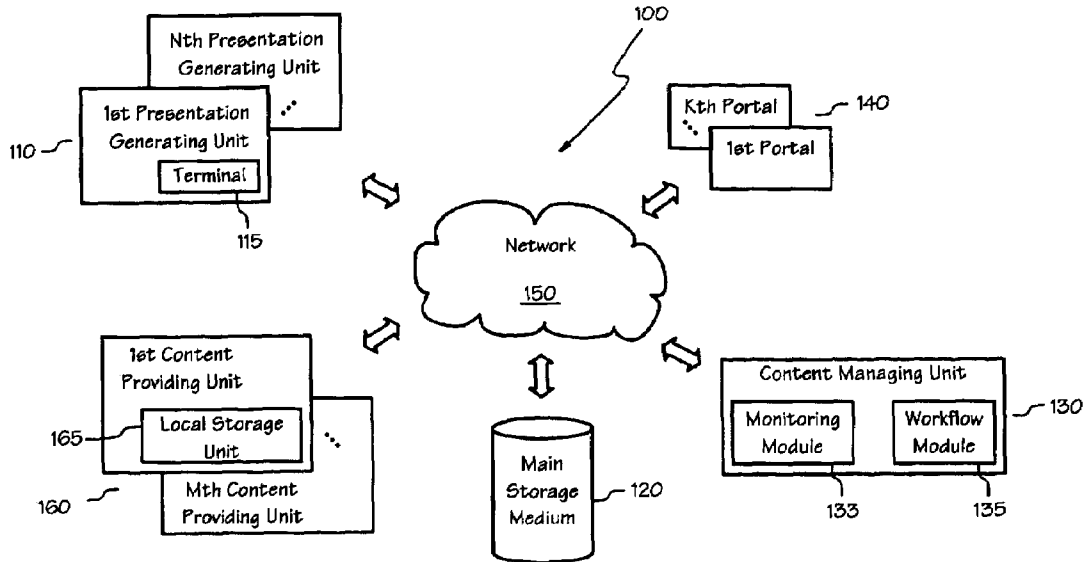 100
Nth Presentation
Generating Unit
1st Presentation
Generating Unit
Terminal
110
115
Kth Portal
1st Portal
140
Network
150
1st Content
Providing Unit
Local Storage
Unit
165
Mth Content
Providing Unit
160
Main
Storage
Medium
120
Content Managing Unit
Monitoring
Module
Workflow
Module
130
133
135